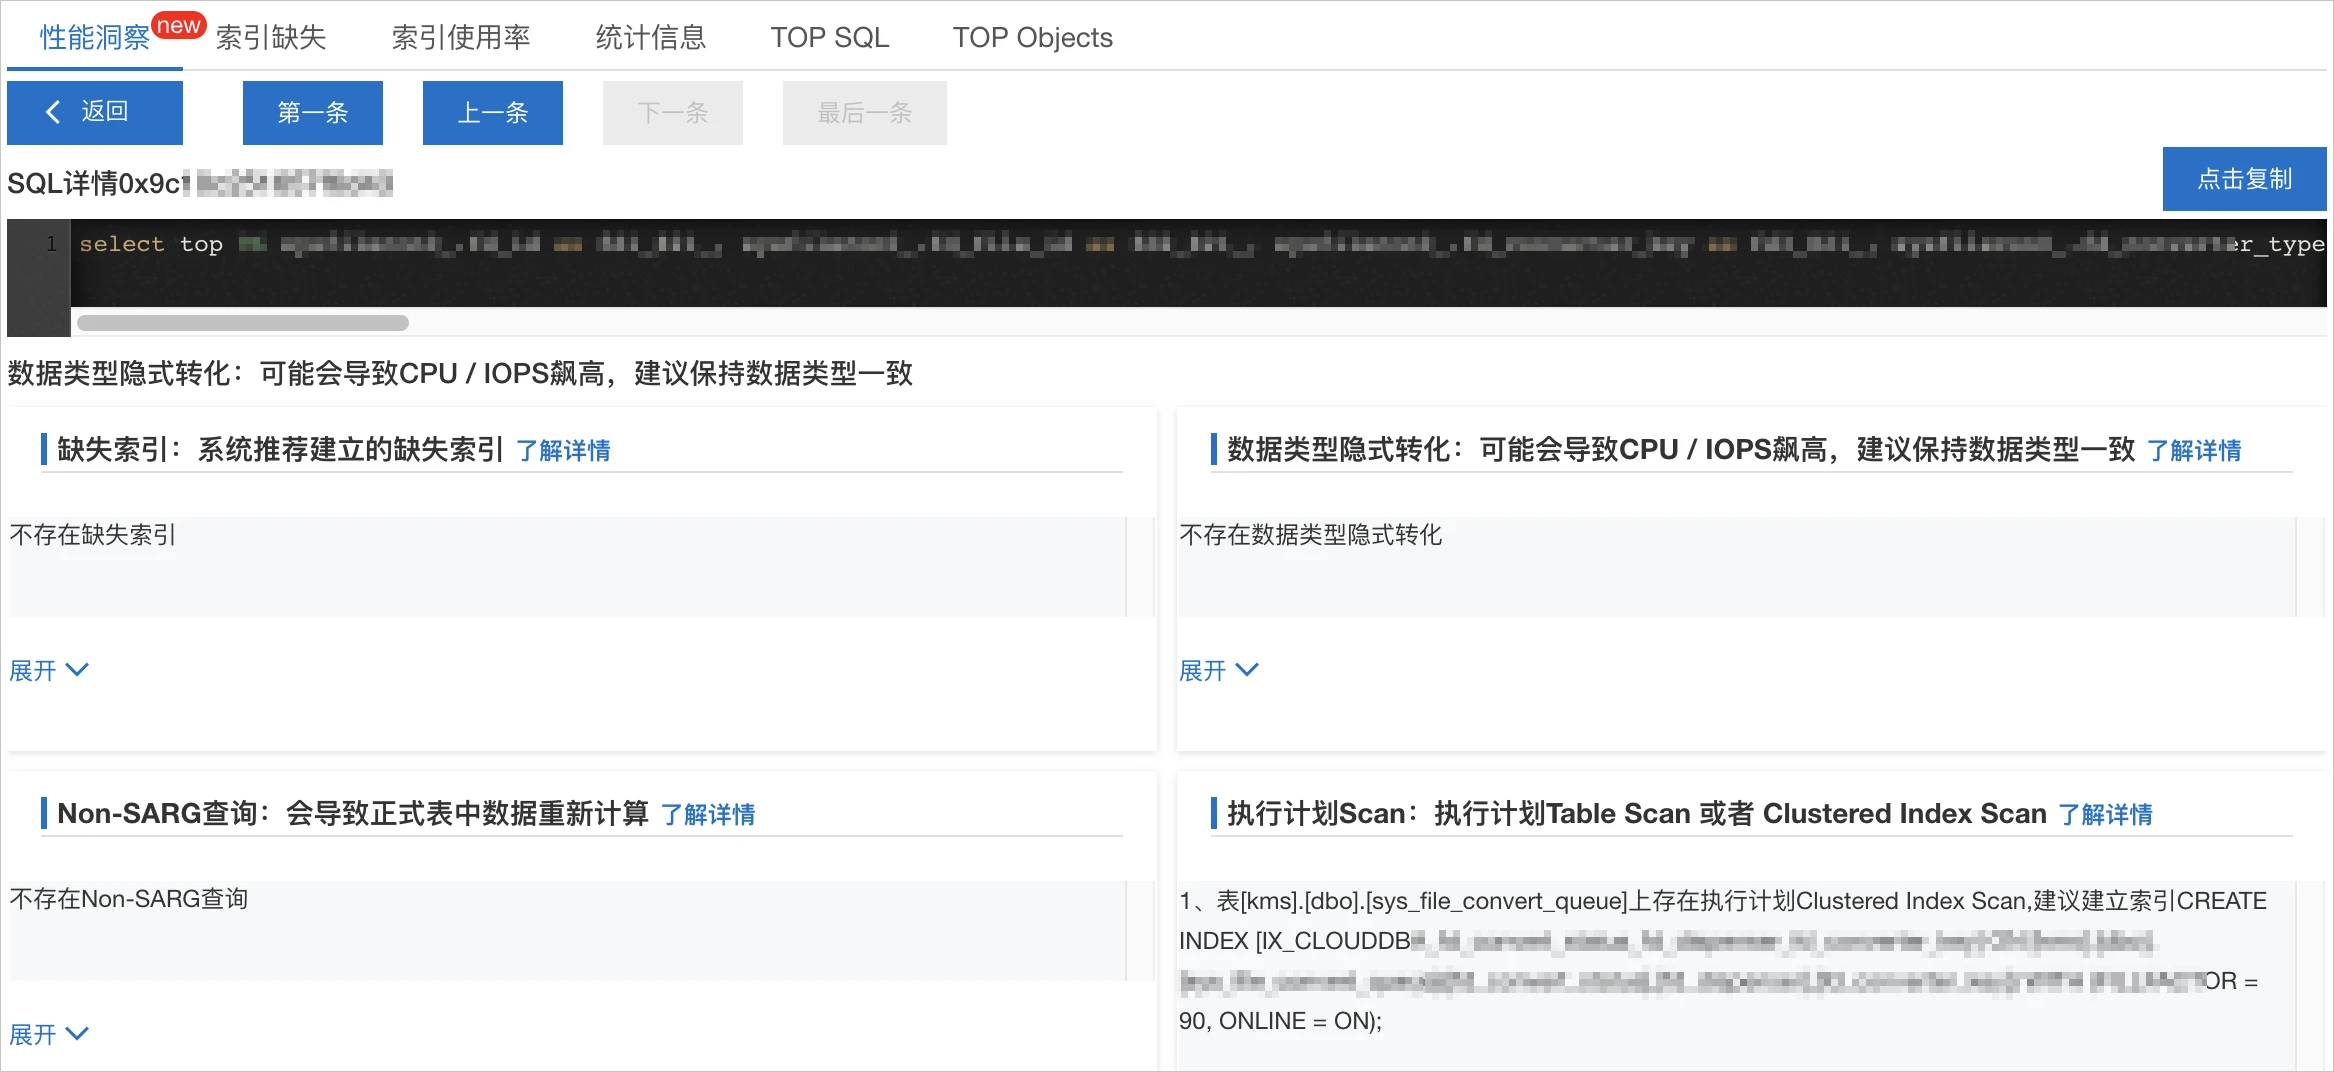 性能洞察 new 索引缺失 索引使用率 统计信息 TOP SQL TOP Objects
返回 第一条 上一条 下一条 最后一条
SQL详情0x9c
点击复制
1 select top er_type
数据类型隐式转化：可能会导致CPU / IOPS飙高，建议保持数据类型一致
缺失索引：系统推荐建立的缺失索引 了解详情
不存在缺失索引
展开
数据类型隐式转化：可能会导致CPU / IOPS飙高，建议保持数据类型一致 了解详情
不存在数据类型隐式转化
展开
Non-SARG查询：会导致正式表中数据重新计算 了解详情
不存在Non-SARG查询
展开
执行计划Scan：执行计划Table Scan 或者 Clustered Index Scan 了解详情
1、表[kms].[dbo].[sys_file_convert_queue]上存在执行计划Clustered Index Scan,建议建立索引CREATE
INDEX [IX_CLOUDDB
OR =
90, ONLINE = ON);